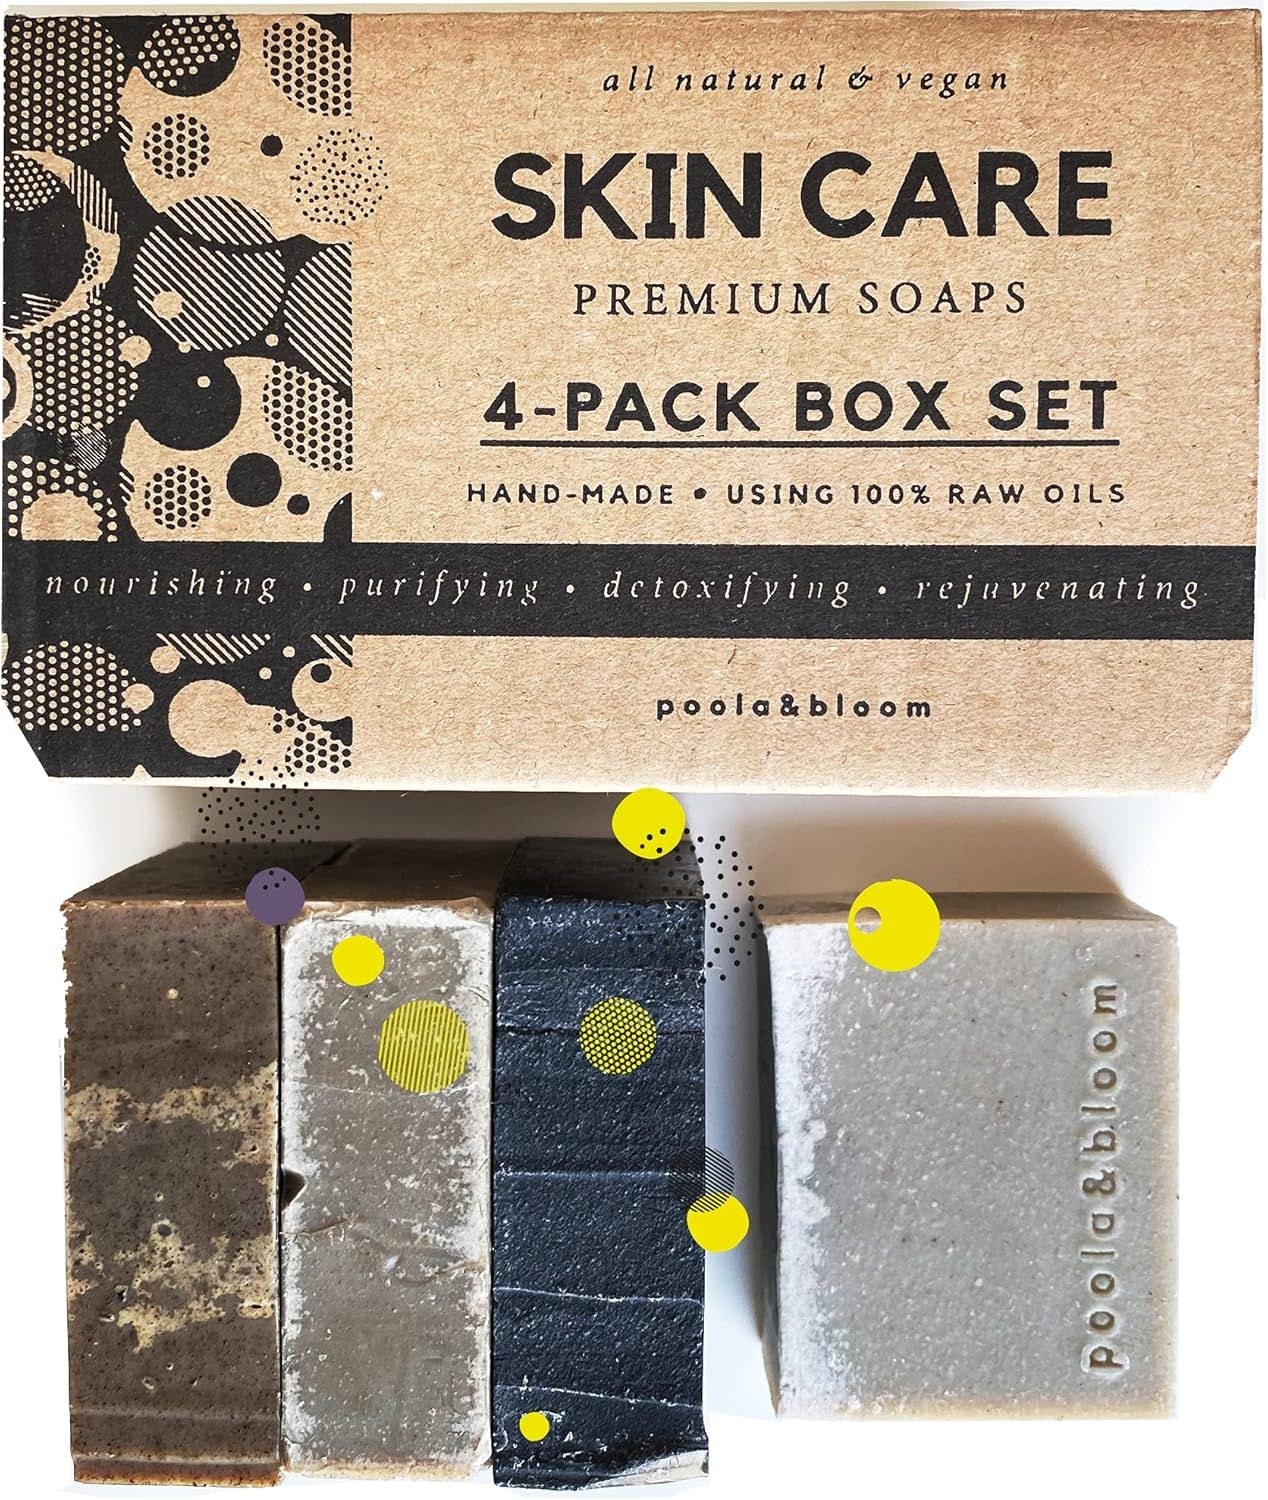 all natural & vegan
SKIN CARE
PREMIUM SOAPS
4-PACK BOX SET
HAND-MADE • USING 100% RAW OILS
nourishing • purifying • detoxifying • rejuvenating
poola&bloom
poola&bloom